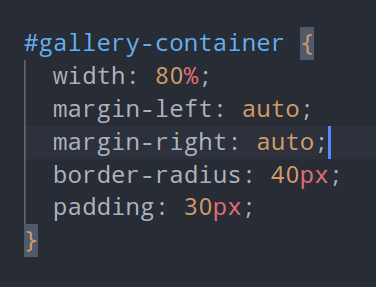 #gallery-container {
width: 80%;
margin-left: auto;
margin-right: auto;
border-radius: 40px;
padding: 30px;
}